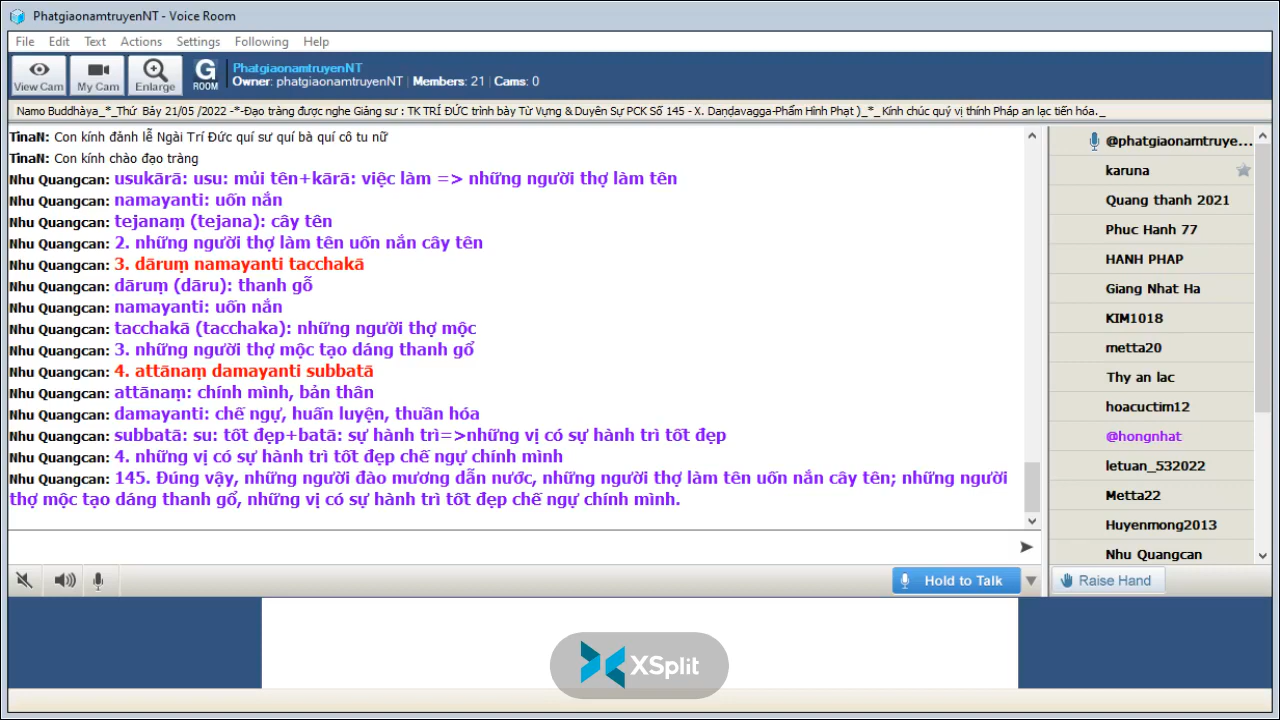 PhatgiaonamtruyenNT - Voice Room
File Edit Text Actions Settings Following Help
View Cam
My Cam
Enlarge
G ROOM
PhatgiaonamtruyenNT
Owner: phatgiaonamtruyenNT | Members: 21 | Cams: 0
Namo Buddhàya_*_Thứ Bảy 21/05 /2022 -*-Đạo tràng được nghe Giảng sư : TK TRÍ ĐỨC trình bày Từ Vựng & Duyên Sự PCK Số 145 - X. Daṇḍavagga-Phẩm Hình Phạt )_*_ Kính chúc quý vị thính Pháp an lạc tiến hóa._
TinaN: Con kính đảnh lễ Ngài Trí Đức quí sư quí bà quí cô tu nữ
TinaN: Con kính chào đạo tràng
Nhu Quangcan: usukārā: usu: mủi tên+kārā: việc làm => những người thợ làm tên
Nhu Quangcan: namayanti: uốn nắn
Nhu Quangcan: tejanaṃ (tejana): cây tên
Nhu Quangcan: 2. những người thợ làm tên uốn nắn cây tên
Nhu Quangcan: 3. dāruṃ namayanti tacchakā
Nhu Quangcan: dāruṃ (dāru): thanh gỗ
Nhu Quangcan: namayanti: uốn nắn
Nhu Quangcan: tacchakā (tacchaka): những người thợ mộc
Nhu Quangcan: 3. những người thợ mộc tạo dáng thanh gổ
Nhu Quangcan: 4. attānaṃ damayanti subbatā
Nhu Quangcan: attānaṃ: chính mình, bản thân
Nhu Quangcan: damayanti: chế ngự, huấn luyện, thuần hóa
Nhu Quangcan: subbatā: su: tốt đẹp+batā: sự hành trì=>những vị có sự hành trì tốt đẹp
Nhu Quangcan: 4. những vị có sự hành trì tốt đẹp chế ngự chính mình
Nhu Quangcan: 145. Đúng vậy, những người đào mương dẫn nước, những người thợ làm tên uốn nắn cây tên; những người
thợ mộc tạo dáng thanh gổ, những vị có sự hành trì tốt đẹp chế ngự chính mình.
@phatgiaonamtruye...
karuna
Quang thanh 2021
Phuc Hanh 77
HANH PHAP
Giang Nhat Ha
KIM1018
metta20
Thy an lac
hoacuctim12
@hongnhat
letuan_532022
Metta22
Huyenmong2013
Nhu Quangcan
Hold to Talk
Raise Hand
XSplit